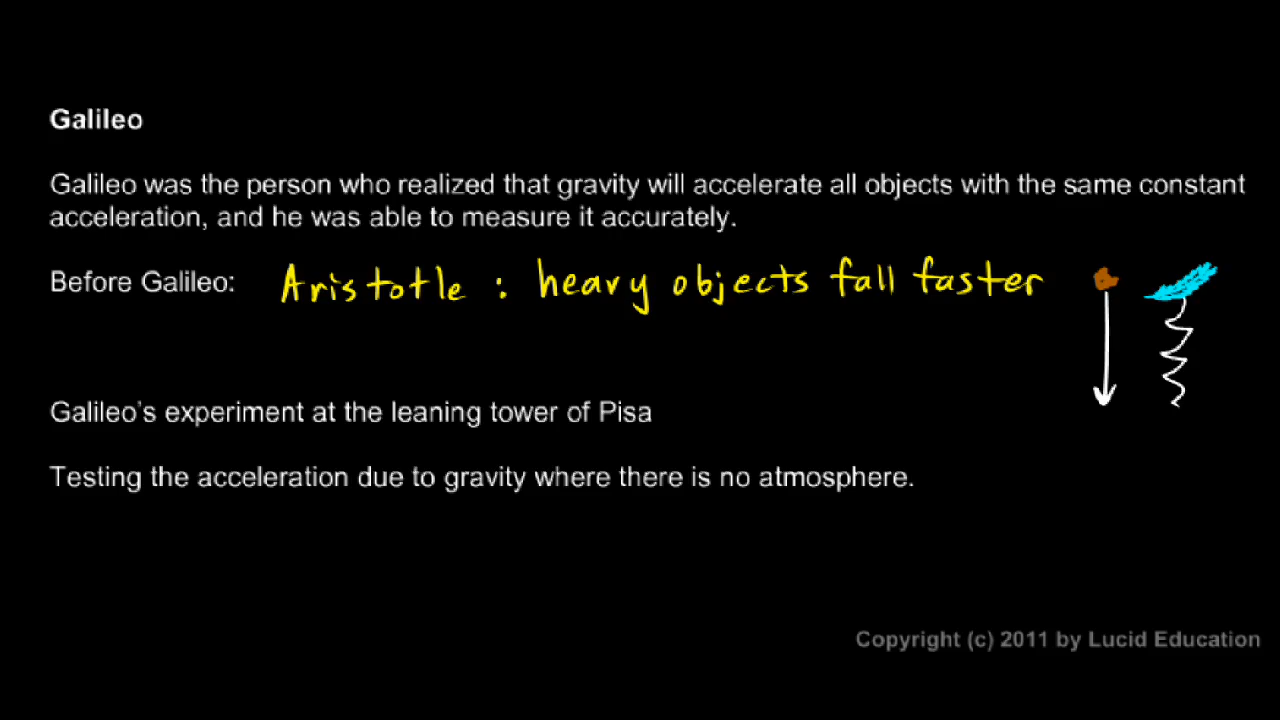 Galileo
Galileo was the person who realized that gravity will accelerate all objects with the same constant
acceleration, and he was able to measure it accurately.
Before Galileo: Aristotle : heavy objects fall faster
Galileo's experiment at the leaning tower of Pisa
Testing the acceleration due to gravity where there is no atmosphere.
Copyright (c) 2011 by Lucid Education